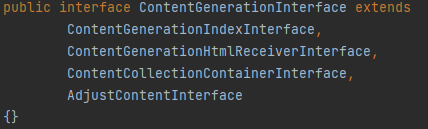 public interface ContentGenerationInterface extends
ContentGenerationIndexInterface,
ContentGenerationHtmlReceiverInterface,
ContentCollectionContainerInterface,
AdjustContentInterface
{}